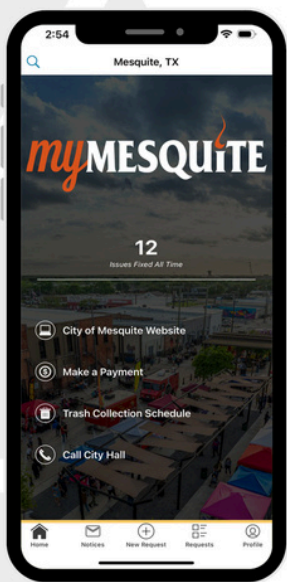 2:54
Mesquite, TX
myMESQUITE
12
Issues Fixed All Time
City of Mesquite Website
Make a Payment
Trash Collection Schedule
Call City Hall
Home Notices New Request Requests Profile